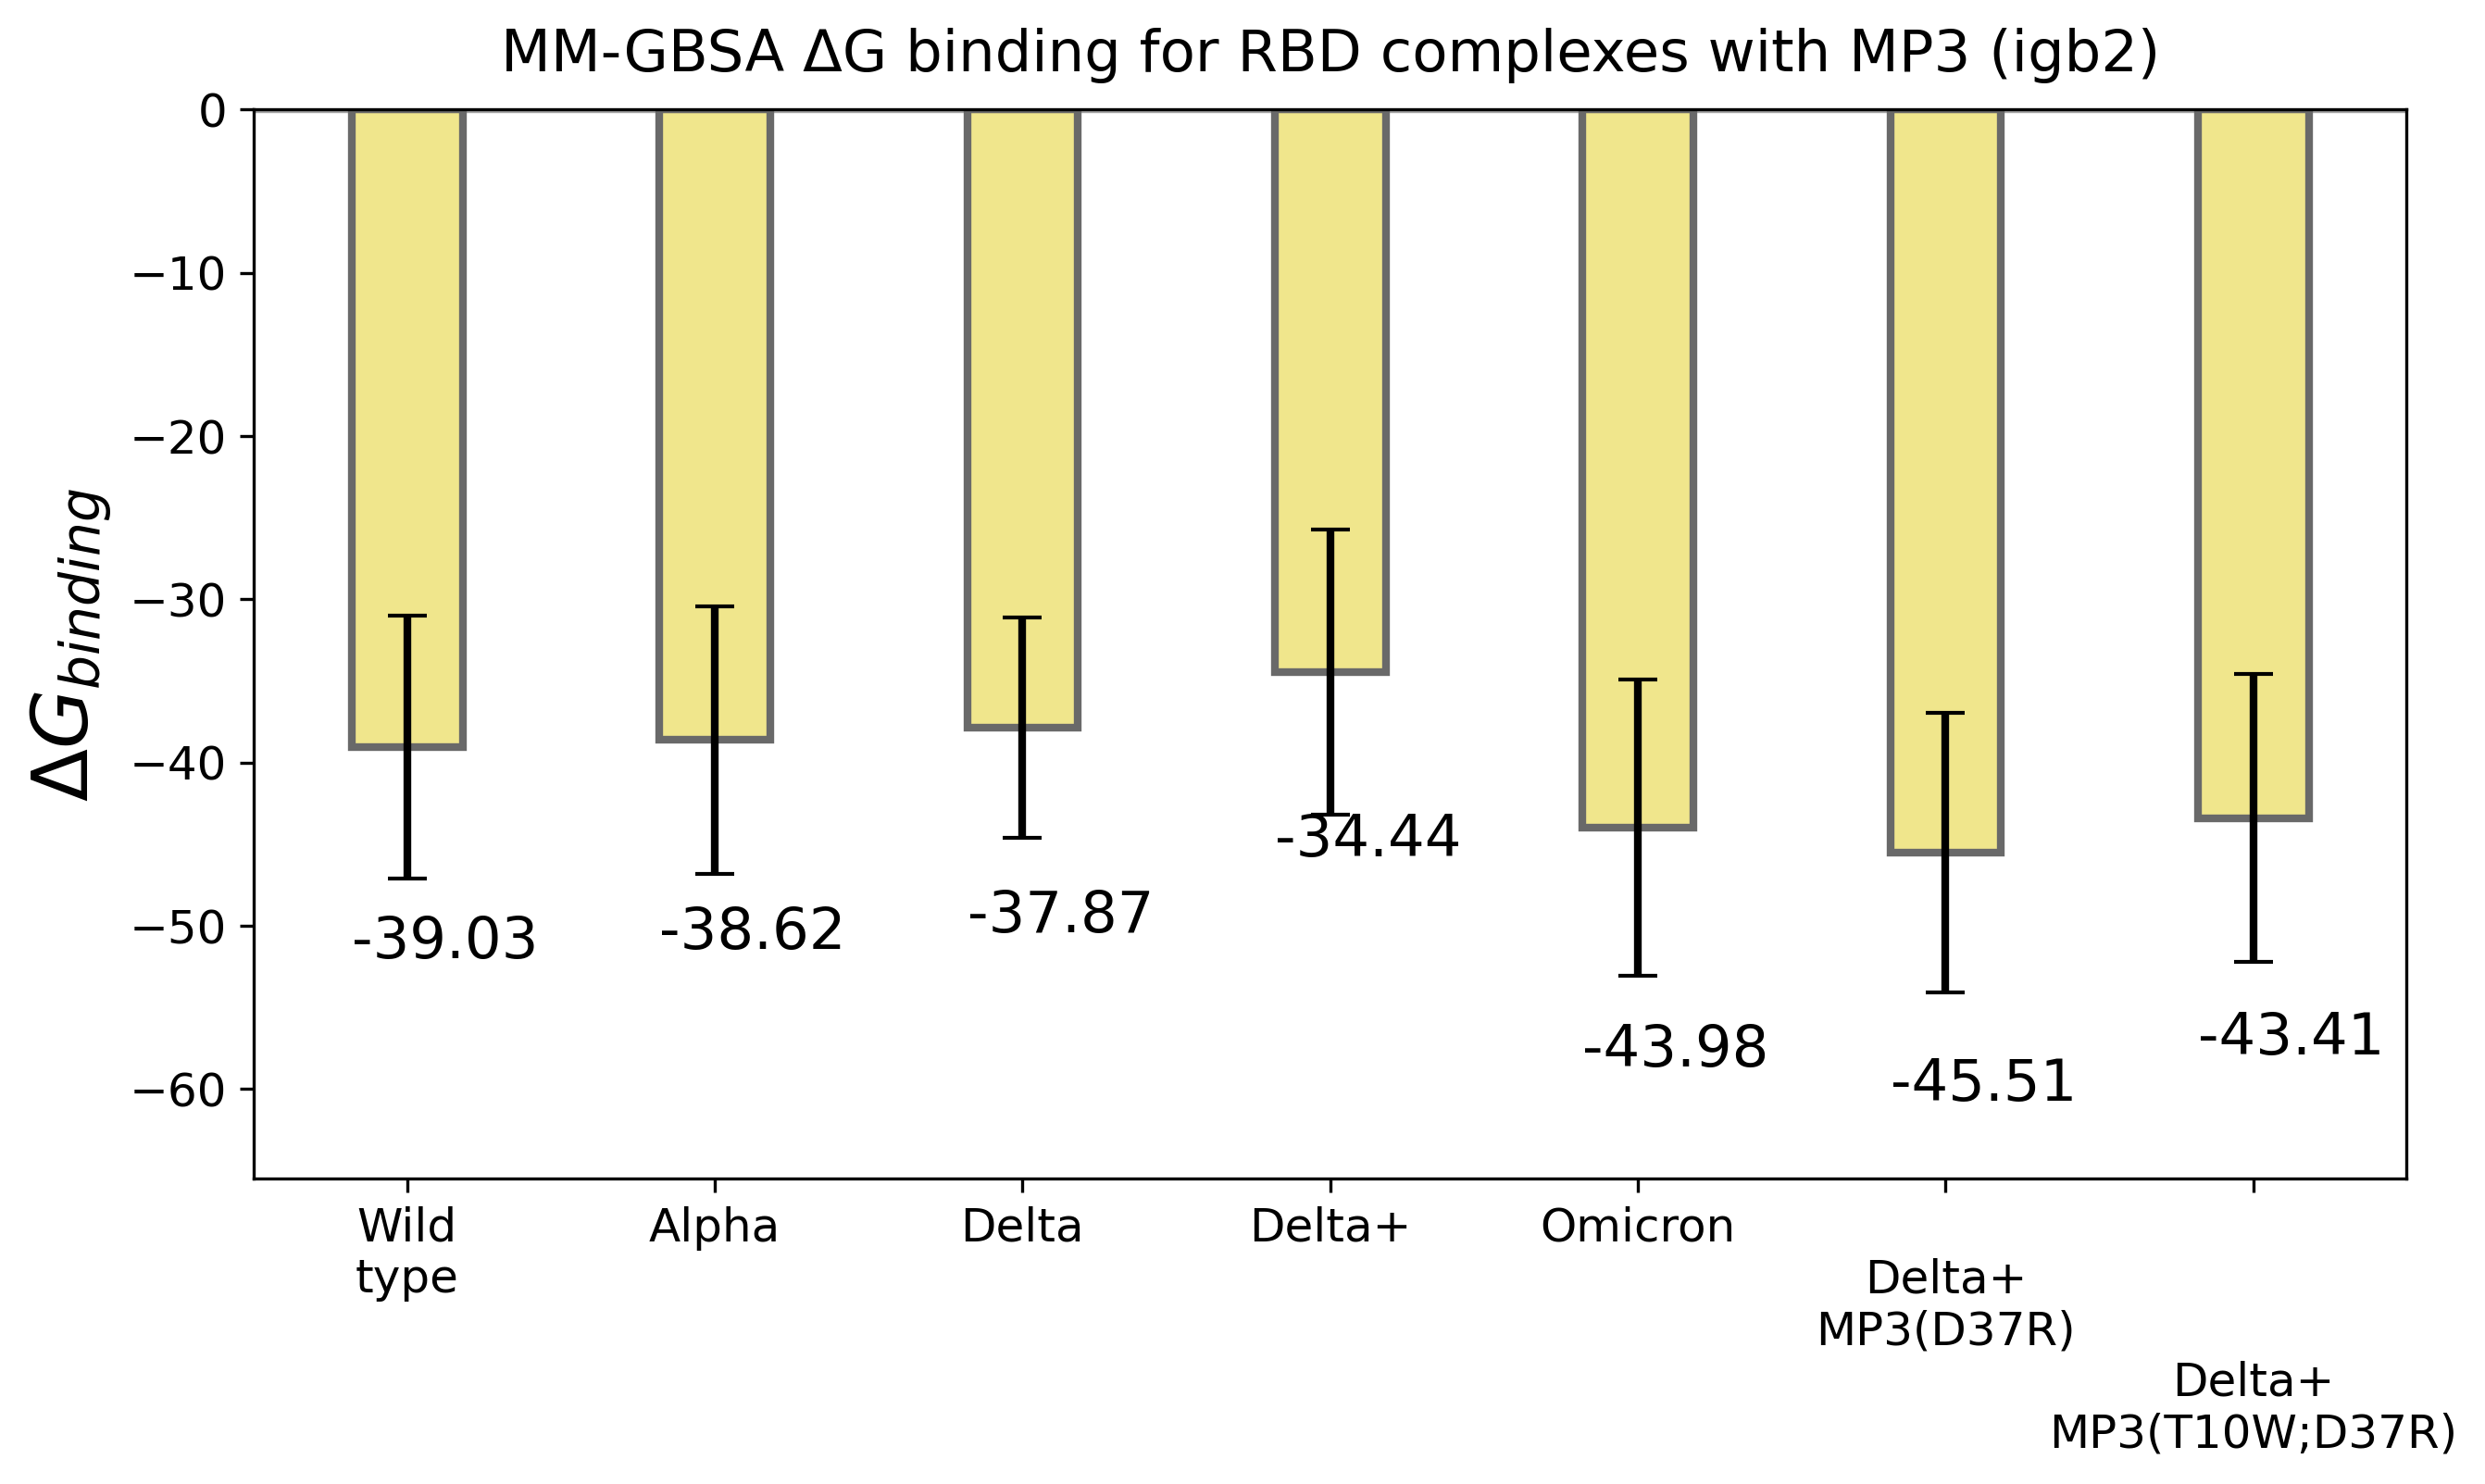 MM-GBSA ΔG binding for RBD complexes with MP3 (igb2)
0
−10
−20
−30
−40
−50
−60
ΔG_binding
-39.03
-38.62
-37.87
-34.44
-43.98
-45.51
-43.41
Wild
type
Alpha
Delta
Delta+
Omicron
Delta+
MP3(D37R)
Delta+
MP3(T10W;D37R)